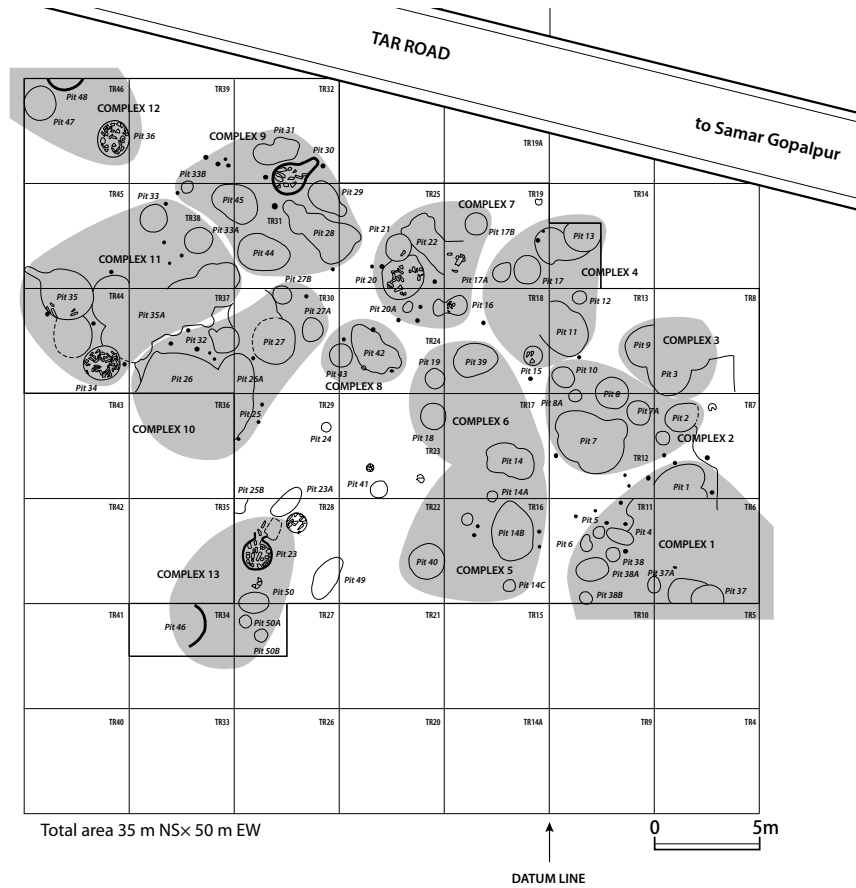 TAR ROAD
to Samar Gopalpur
TR46
TR39
TR32
Pit 48
COMPLEX 12
Pit 47
Pit 36
COMPLEX 9
Pit 31
Pit 30
TR19A
Pit 33B
TR45
Pit 33
Pit 45
Pit 29
TR25
COMPLEX 7
TR19
TR14
TR38
Pit 33A
TR31
Pit 28
Pit 21
Pit 22
Pit 17B
Pit 13
COMPLEX 11
Pit 44
Pit 20
Pit 17A
Pit 17
COMPLEX 4
Pit 27B
Pit 35
TR44
TR37
TR30
Pit 35A
Pit 27A
Pit 20A
Pit 16
TR18
Pit 12
TR13
TR8
Pit 32
Pit 27
TR24
Pit 11
Pit 9
COMPLEX 3
Pit 34
Pit 26
Pit 26A
Pit 43
Pit 42
COMPLEX 8
Pit 19
Pit 39
Pit 15
Pit 10
Pit 3
Pit 8A
Pit 8
TR43
TR36
Pit 25
TR29
TR17
Pit 7A
Pit 2
TR7
COMPLEX 10
Pit 24
Pit 18
COMPLEX 6
Pit 7
COMPLEX 2
TR23
Pit 14
TR12
Pit 41
Pit 1
Pit 25B
Pit 23A
Pit 14A
TR42
TR35
TR28
TR22
TR16
TR11
TR6
Pit 5
Pit 4
Pit 14B
Pit 6
COMPLEX 1
Pit 23
Pit 38
COMPLEX 13
Pit 40
COMPLEX 5
Pit 38A
Pit 37A
Pit 49
Pit 14C
Pit 37
Pit 50
Pit 38B
TR41
TR34
TR27
TR21
TR15
TR10
TR5
Pit 46
Pit 50A
Pit 50B
TR40
TR33
TR26
TR20
TR14A
TR9
TR4
Total area 35 m NS× 50 m EW
0 5m
DATUM LINE